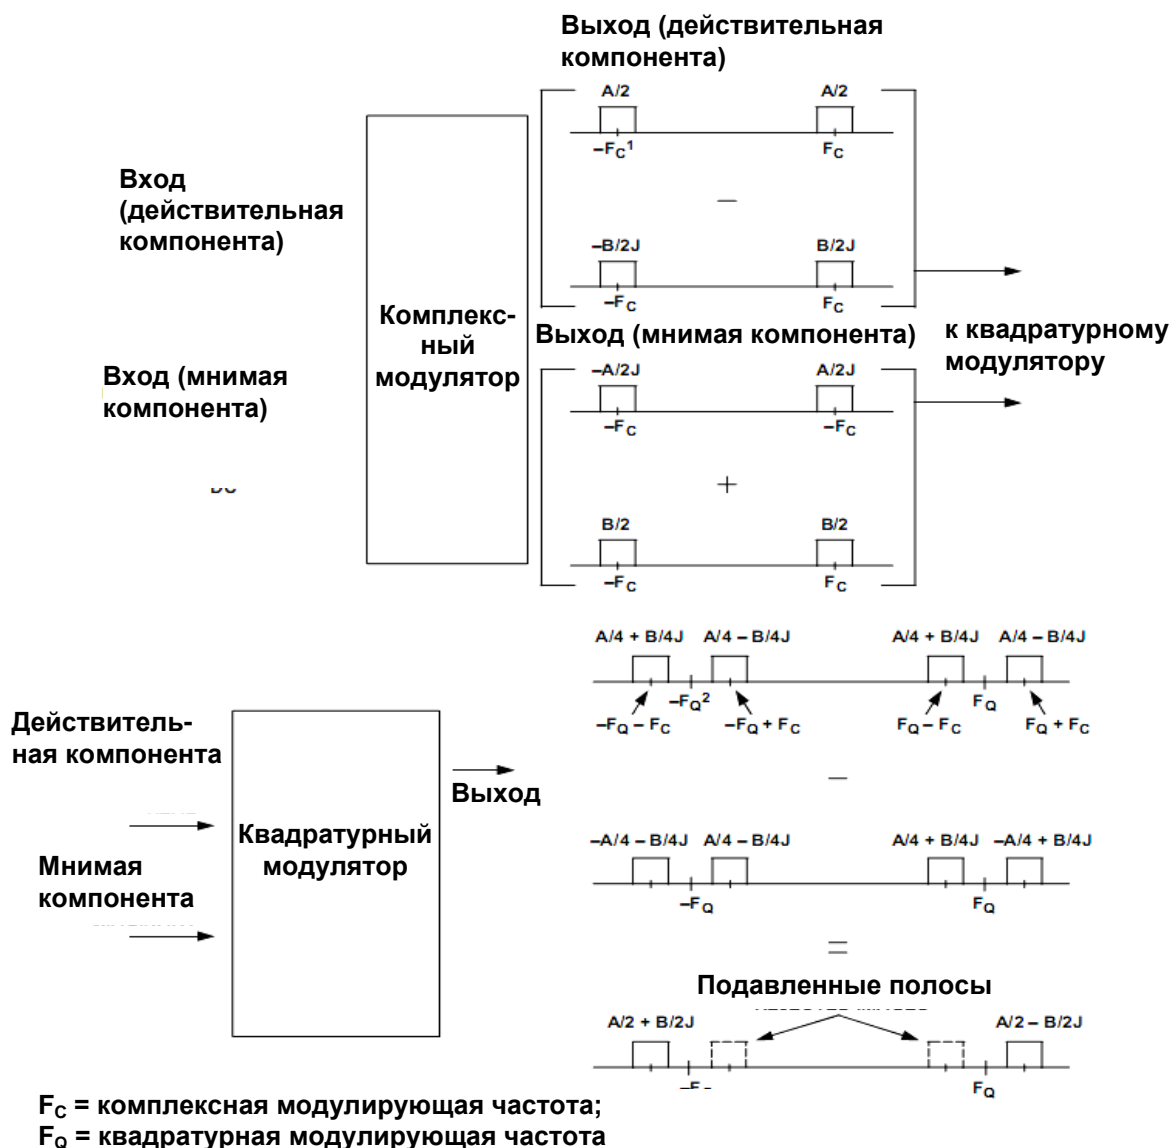 Выход (действительная
компонента)
A/2 A/2
–FC¹ FC
Вход
(действительная
компонента)
–
–B/2J B/2J
–FC FC
Комплекс-
ный
модулятор
Выход (мнимая компонента)
к квадратурному
модулятору
Вход (мнимая
компонента)
–A/2J A/2J
–FC –FC
+
B/2 B/2
–FC FC
A/4 + B/4J A/4 – B/4J A/4 + B/4J A/4 – B/4J
–FQ² FQ
–FQ – FC –FQ + FC FQ – FC FQ + FC
Действитель-
ная компонента
–
Выход
Квадратурный
модулятор
–A/4 – B/4J A/4 – B/4J A/4 + B/4J –A/4 + B/4J
Мнимая
компонента
–FQ FQ
=
Подавленные полосы
A/2 + B/2J A/2 – B/2J
FQ
FC = комплексная модулирующая частота;
FQ = квадратурная модулирующая частота